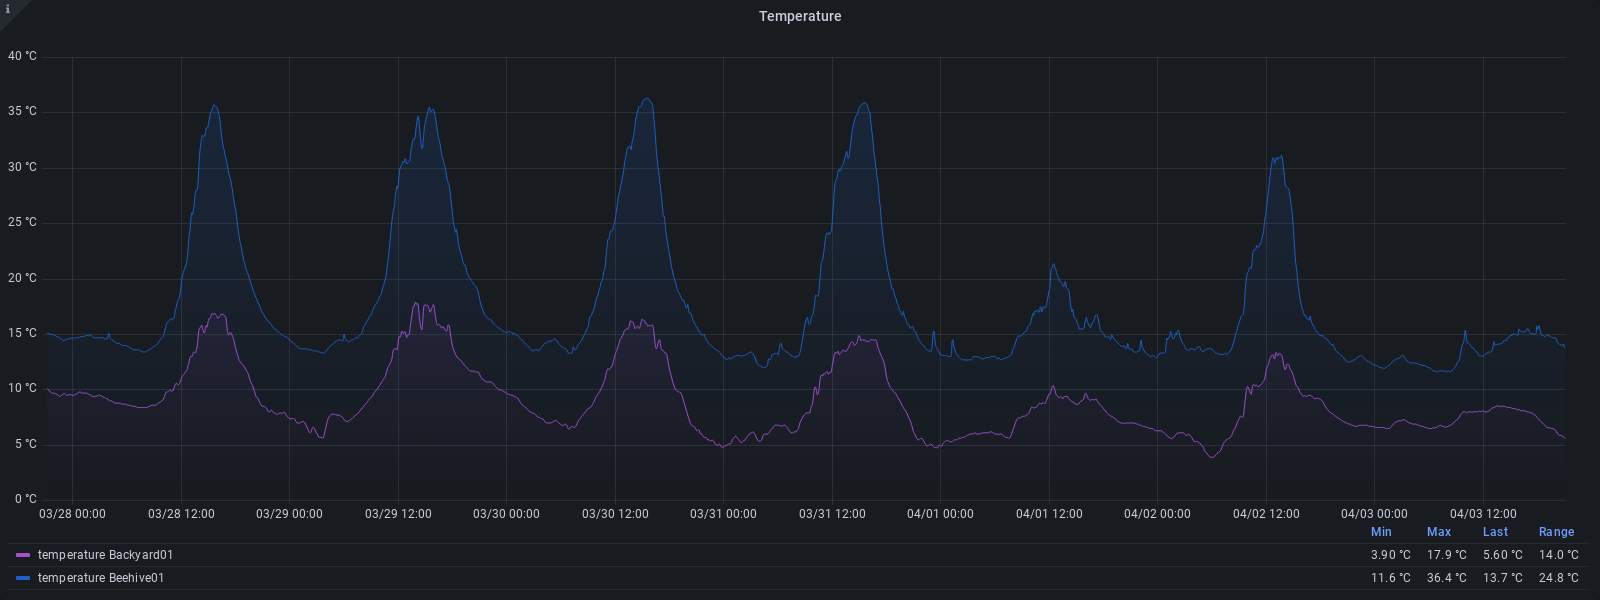 i
Temperature
40 °C
35 °C
30 °C
25 °C
20 °C
15 °C
10 °C
5 °C
0 °C
03/28 00:00 03/28 12:00 03/29 00:00 03/29 12:00 03/30 00:00 03/30 12:00 03/31 00:00 03/31 12:00 04/01 00:00 04/01 12:00 04/02 00:00 04/02 12:00 04/03 00:00 04/03 12:00
Min Max Last Range
temperature Backyard01 3.90 °C 17.9 °C 5.60 °C 14.0 °C
temperature Beehive01 11.6 °C 36.4 °C 13.7 °C 24.8 °C